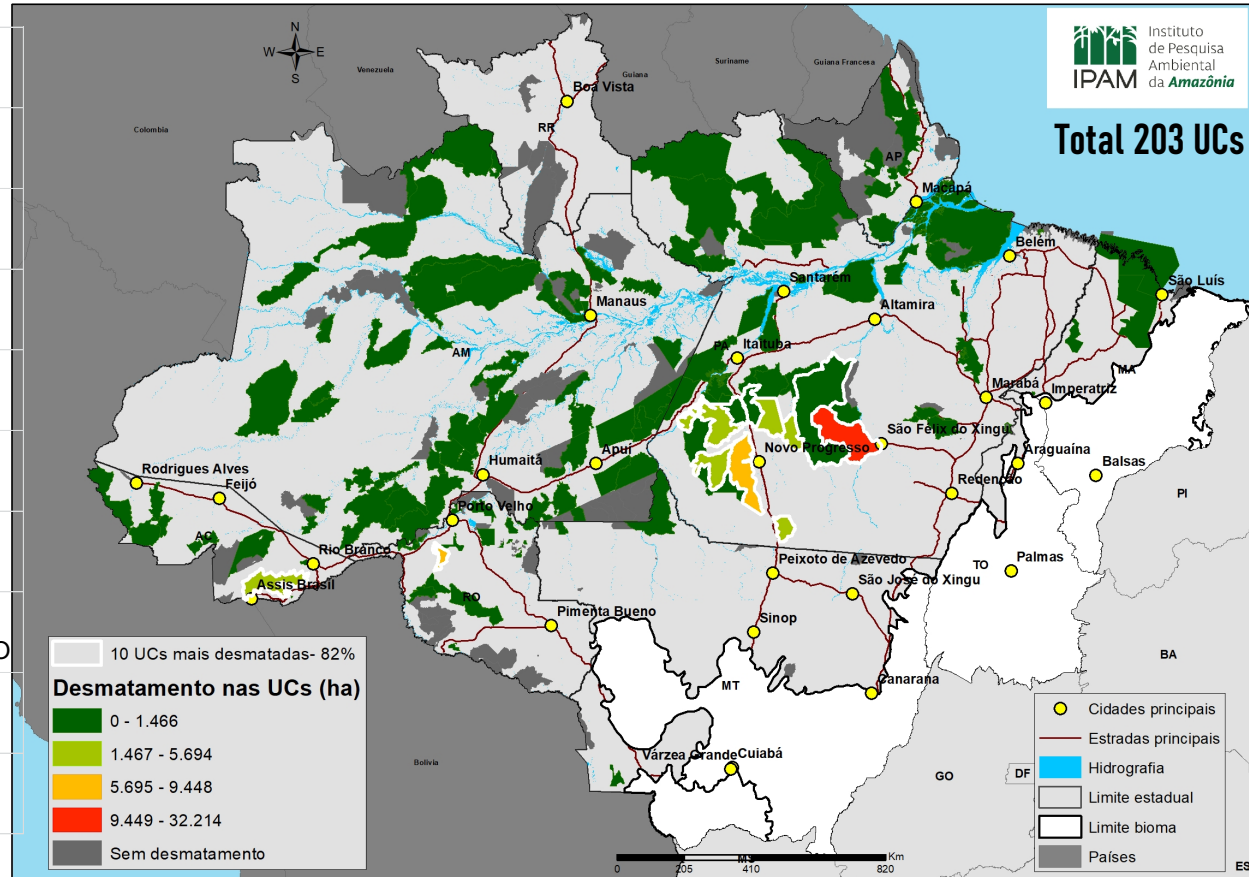 N
W E
S
Venezuela
Guiana
Suriname
Guiana Francesa
Colombia
Boa Vista
RR
AP
Macapá
Belém
São Luís
Santarém
Altamira
Manaus
Itaituba
PA
AM
Marabá
Imperatriz
MA
São Félix do Xingu
Novo Progresso
Apuí
Humaitá
Araguaína
Balsas
Rodrigues Alves
Feijó
Redenção
PI
Porto Velho
AC
Rio Branco
Assis Brasil
Peixoto de Azevedo
São José do Xingu
TO
Palmas
RO
Pimenta Bueno
Sinop
BA
MT
Canarana
Várzea Grande
Cuiabá
Bolivia
GO
DF
MS
ES
IPAM
Instituto
de Pesquisa
Ambiental
da Amazônia
Total 203 UCs
10 UCs mais desmatadas- 82%
Desmatamento nas UCs (ha)
0 - 1.466
1.467 - 5.694
5.695 - 9.448
9.449 - 32.214
Sem desmatamento
Cidades principais
Estradas principais
Hidrografia
Limite estadual
Limite bioma
Países
Km
0 205 410 820